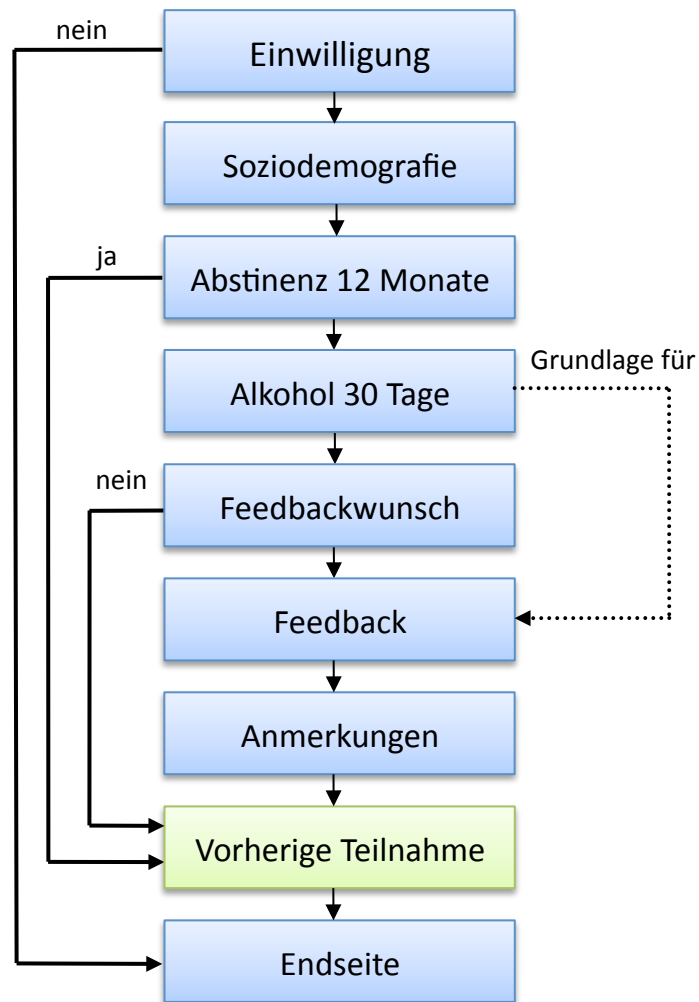 nein
Einwilligung
Soziodemografie
ja
Abstinenz 12 Monate
Grundlage für
Alkohol 30 Tage
nein
Feedbackwunsch
Feedback
Anmerkungen
Vorherige Teilnahme
Endseite